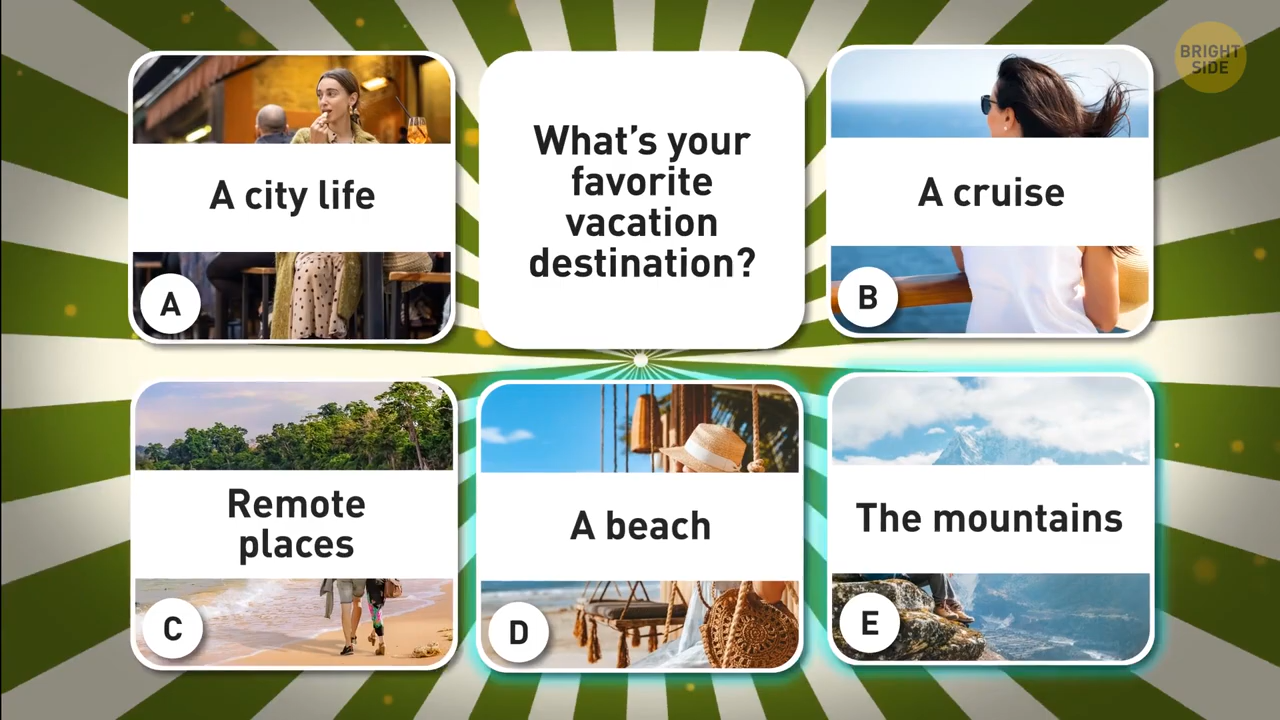 A city life
A
What's your
favorite
vacation
destination?
A cruise
B
BRIGHT
SIDE
Remote
places
C
A beach
D
The mountains
E